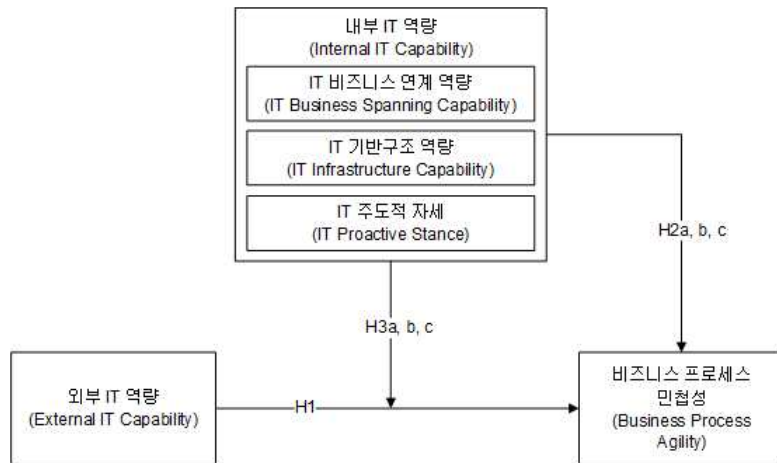 내부 IT 역량
(Internal IT Capability)
IT 비즈니스 연계 역량
(IT Business Spanning Capability)
IT 기반구조 역량
(IT Infrastructure Capability)
IT 주도적 자세
(IT Proactive Stance)
H2a, b, c
H3a, b, c
외부 IT 역량
(External IT Capability)
H1
비즈니스 프로세스
민첩성
(Business Process
Agility)